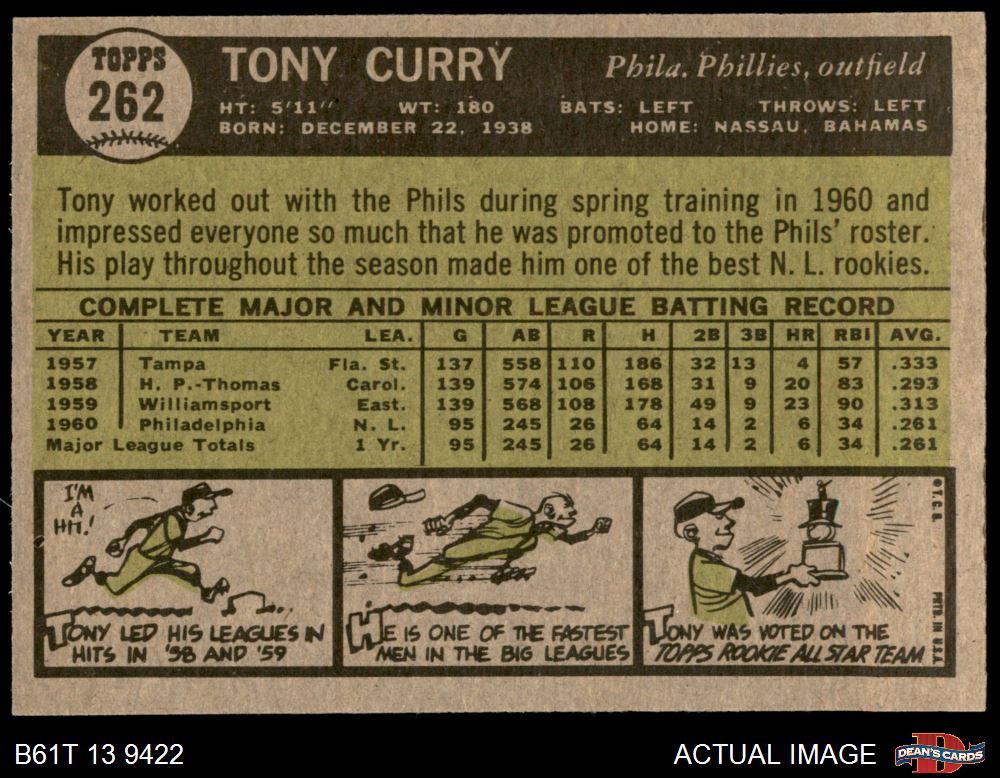 TOPPS
262
TONY CURRY
Phila. Phillies, outfield
HT: 5'11" WT: 180 BATS: LEFT THROWS: LEFT
BORN: DECEMBER 22, 1938 HOME: NASSAU, BAHAMAS
Tony worked out with the Phils during spring training in 1960 and
impressed everyone so much that he was promoted to the Phils' roster.
His play throughout the season made him one of the best N. L. rookies.
COMPLETE MAJOR AND MINOR LEAGUE BATTING RECORD
YEAR TEAM LEA. G AB R H 2B 3B HR RBI AVG.
1957 Tampa Fla. St. 137 558 110 186 32 13 4 57 .333
1958 H. P.-Thomas Carol. 139 574 106 168 31 9 20 83 .293
1959 Williamsport East. 139 568 108 178 49 9 23 90 .313
1960 Philadelphia N. L. 95 245 26 64 14 2 6 34 .261
Major League Totals 1 Yr. 95 245 26 64 14 2 6 34 .261
I'M
A
HIT!
TONY LED HIS LEAGUES IN
HITS IN '58 AND '59
HE IS ONE OF THE FASTEST
MEN IN THE BIG LEAGUES
TONY WAS VOTED ON THE
TOPPS ROOKIE ALL STAR TEAM
© T. C. G.
PRTD. IN U.S.A.
B61T 13 9422
ACTUAL IMAGE
DEAN'S CARDS